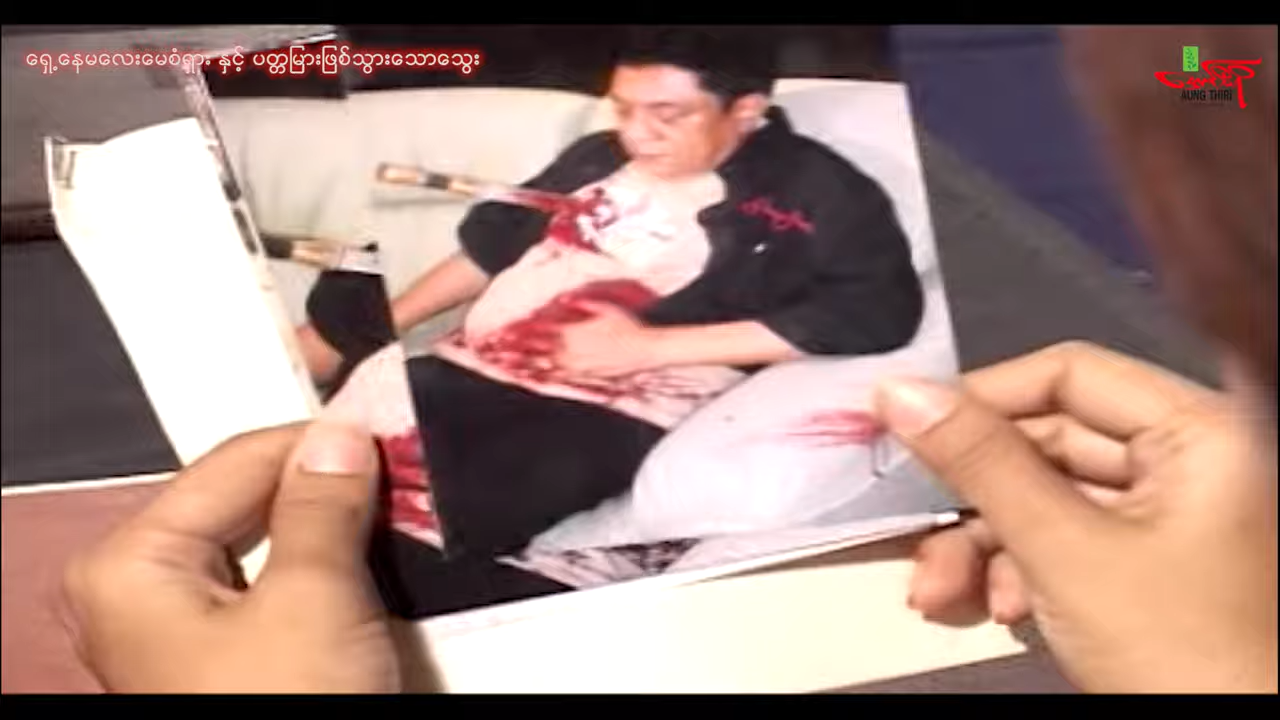 ရှေ့နေမလေးမေစံရှား နှင့် ပတ္တမြားဖြစ်သွားသောသွေး
AUNG THIRI